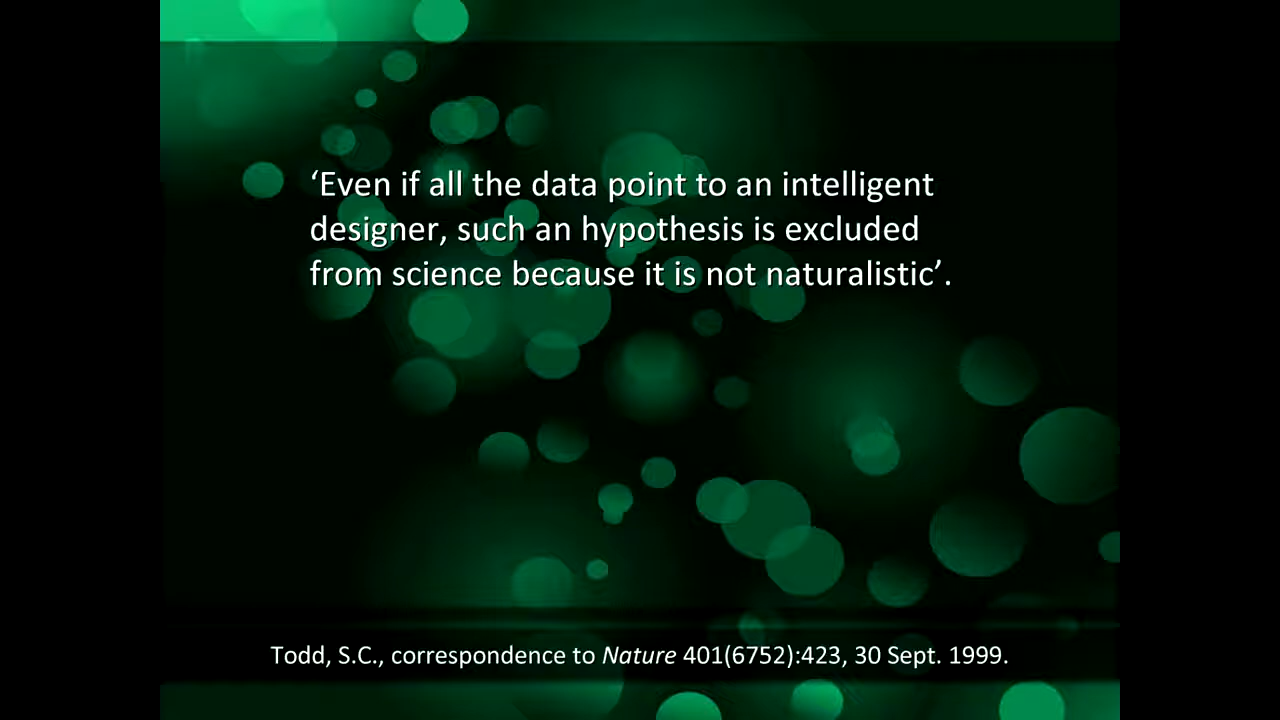 ‘Even if all the data point to an intelligent
designer, such an hypothesis is excluded
from science because it is not naturalistic’.
Todd, S.C., correspondence to Nature 401(6752):423, 30 Sept. 1999.